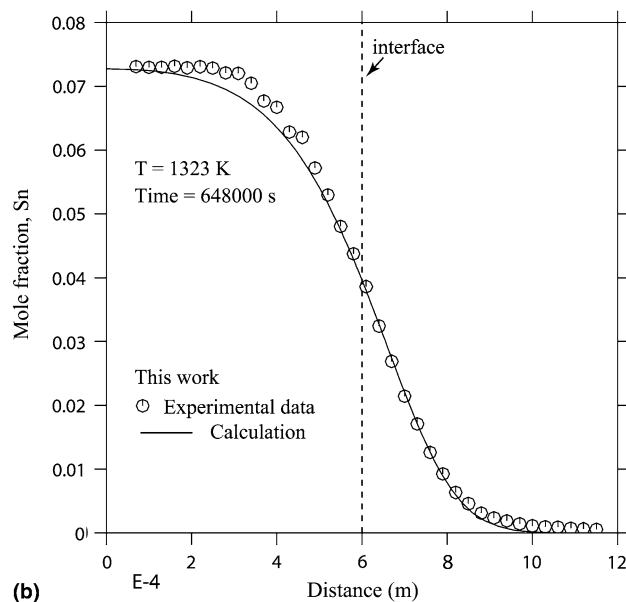 0.08
interface
0.07
0.06
T = 1323 K
Time = 648000 s
0.05
Mole fraction, Sn
0.04
0.03
This work
Experimental data
0.02
Calculation
0.01
0
0 2 4 6 8 10 12
E-4
Distance (m)
(b)